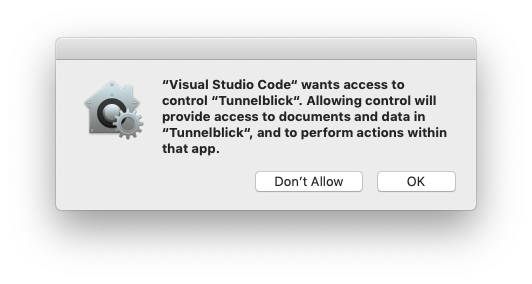 “Visual Studio Code“ wants access to
control “Tunnelblick“. Allowing control will
provide access to documents and data in
“Tunnelblick“, and to perform actions within
that app.
Don’t Allow
OK